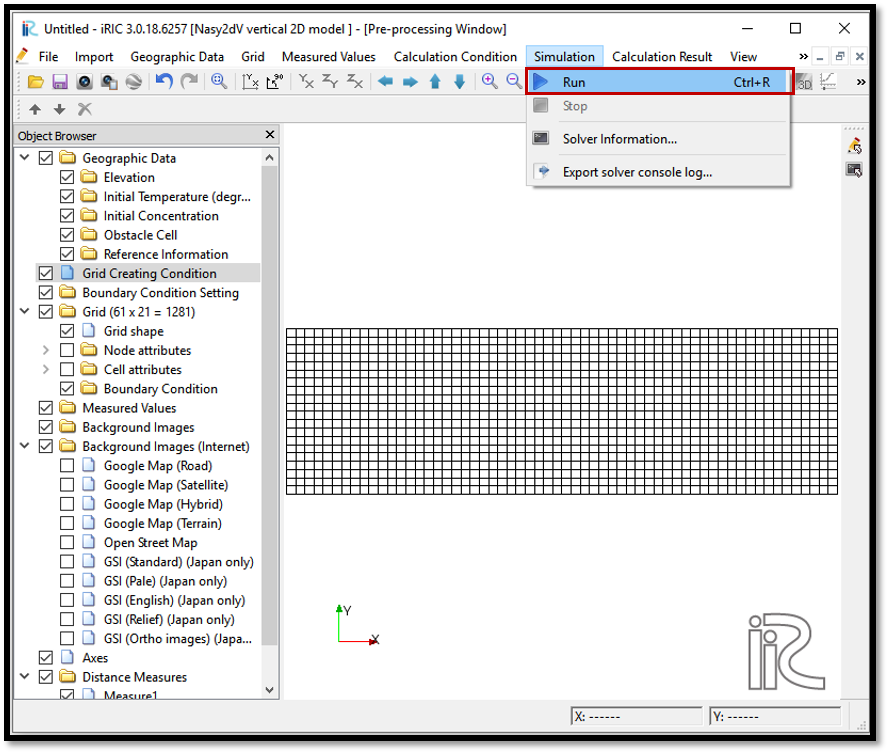 Untitled - iRIC 3.0.18.6257 [Nasy2dV vertical 2D model ] - [Pre-processing Window]
File Import Geographic Data Grid Measured Values Calculation Condition Simulation Calculation Result View »
Run Ctrl+R
Stop
Solver Information...
Export solver console log...
Object Browser
Geographic Data
Elevation
Initial Temperature (degr...
Initial Concentration
Obstacle Cell
Reference Information
Grid Creating Condition
Boundary Condition Setting
Grid (61 x 21 = 1281)
Grid shape
Node attributes
Cell attributes
Boundary Condition
Measured Values
Background Images
Background Images (Internet)
Google Map (Road)
Google Map (Satellite)
Google Map (Hybrid)
Google Map (Terrain)
Open Street Map
GSI (Standard) (Japan only)
GSI (Pale) (Japan only)
GSI (English) (Japan only)
GSI (Relief) (Japan only)
GSI (Ortho images) (Japa...
Axes
Distance Measures
Measure1
Y
X
iRIC
X: ------
Y: ------